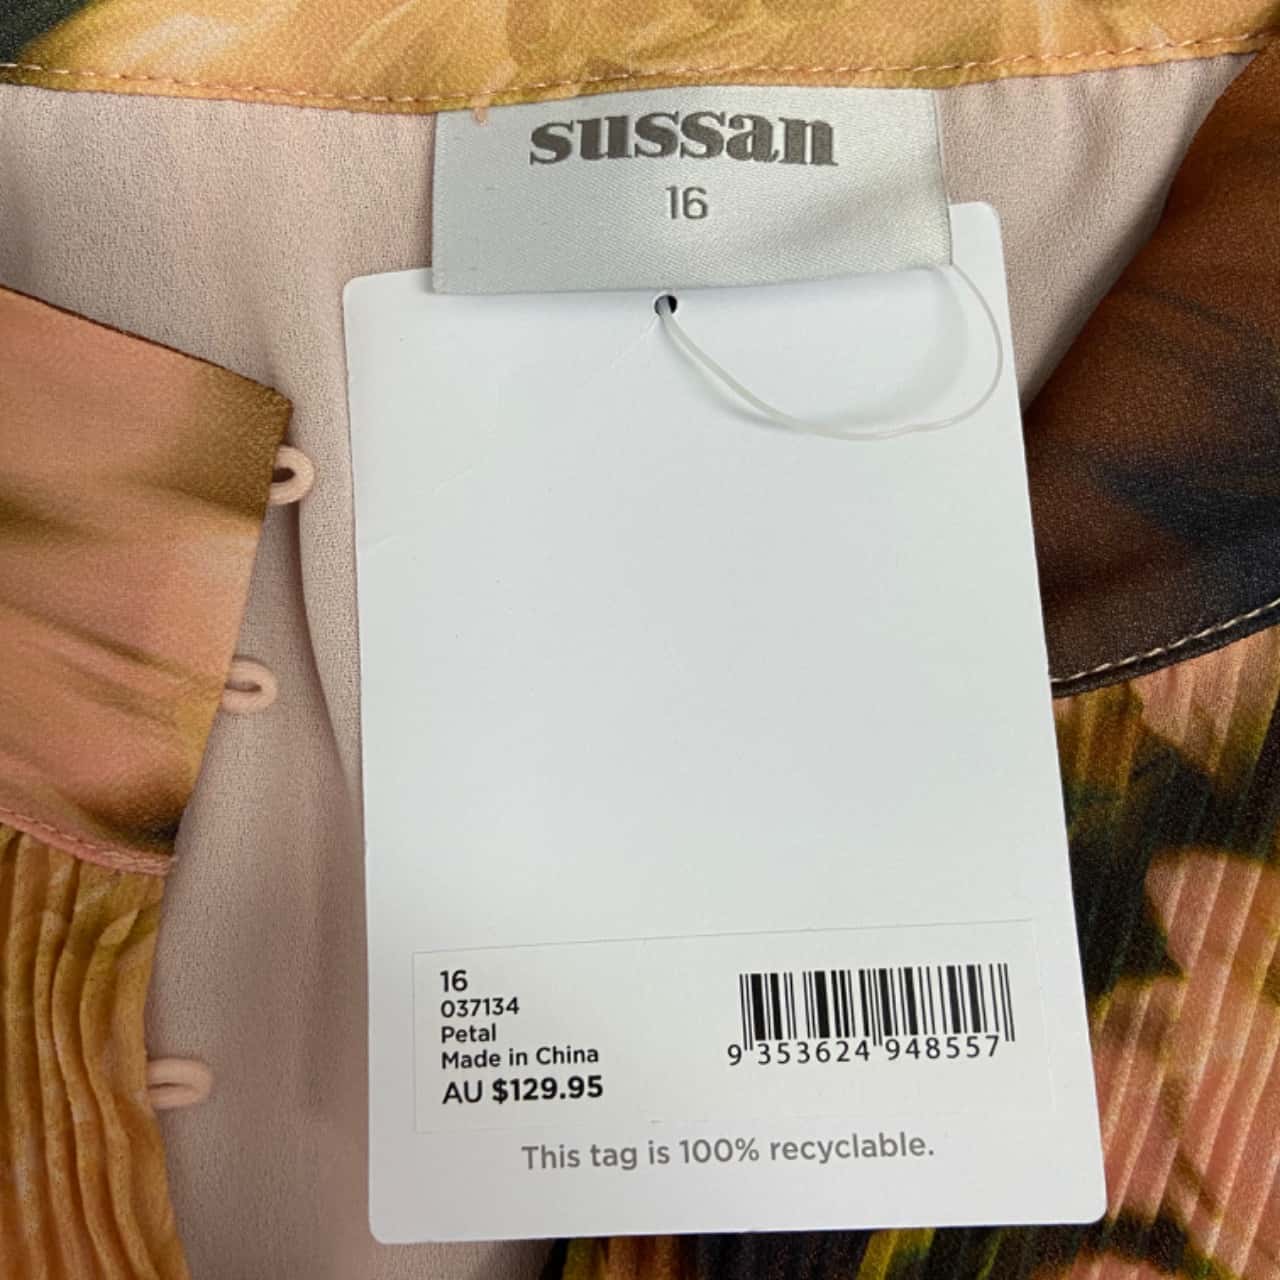 sussan
16
16
037134
Petal
Made in China
AU $129.95
9 353624 948557
This tag is 100% recyclable.